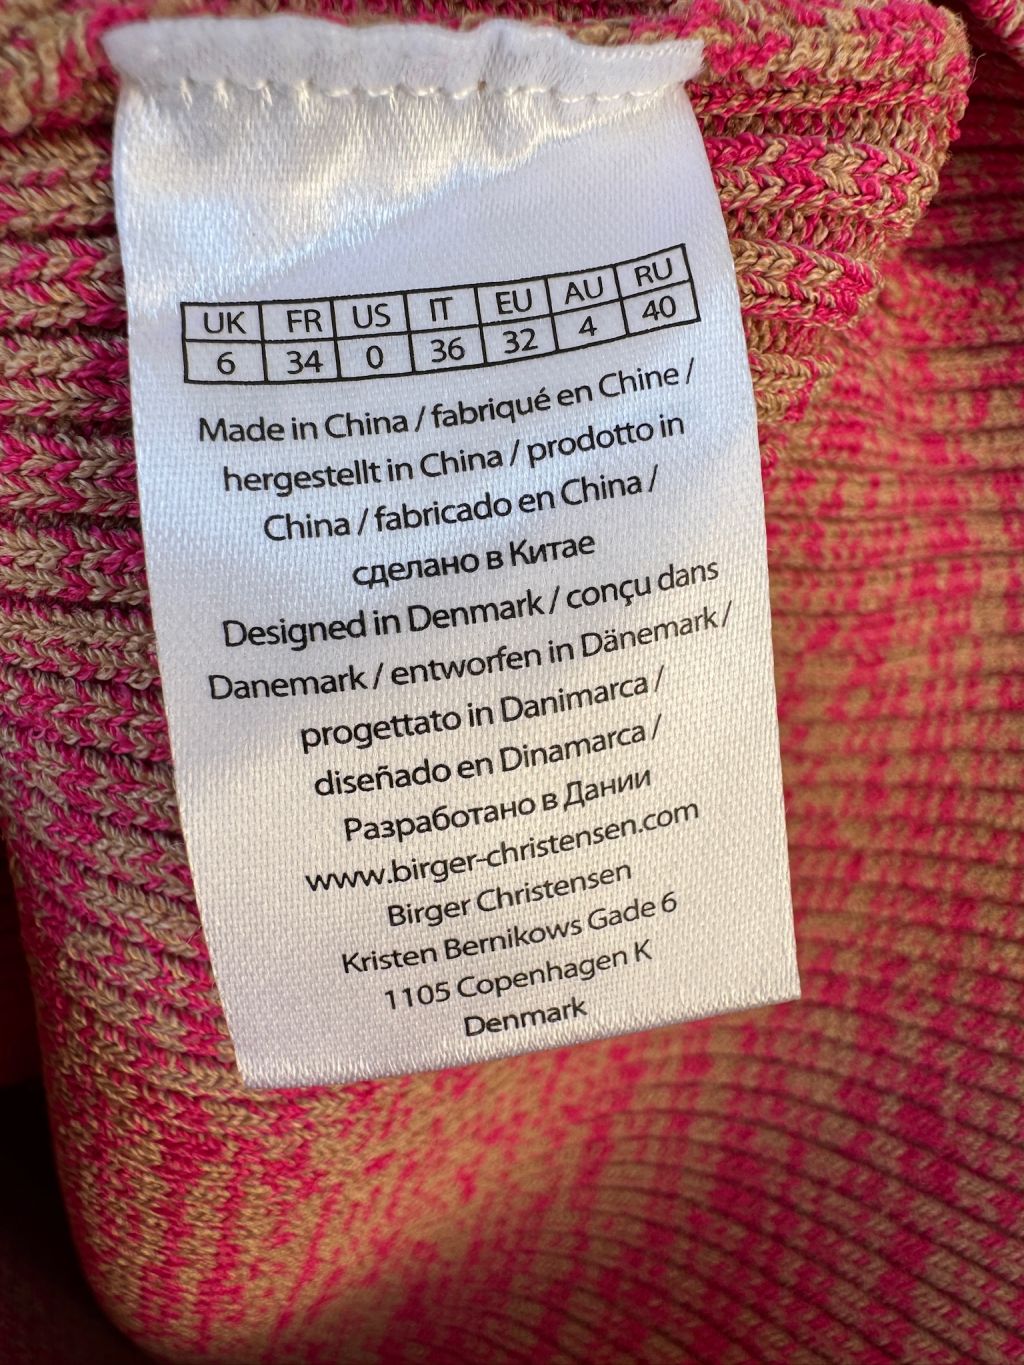 UK FR US IT EU AU RU
6 34 0 36 32 4 40
Made in China / fabriqué en Chine /
hergestellt in China / prodotto in
China / fabricado en China /
сделано в Китае
Designed in Denmark / conçu dans
Danemark / entworfen in Dänemark /
progettato in Danimarca /
diseñado en Dinamarca /
Разработано в Дании
www.birger-christensen.com
Birger Christensen
Kristen Bernikows Gade 6
1105 Copenhagen K
Denmark